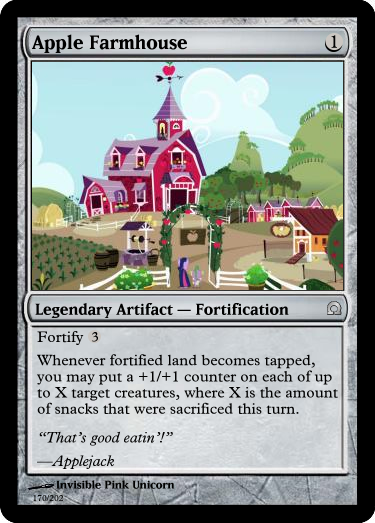 Apple Farmhouse 1
Legendary Artifact — Fortification
Fortify 3
Whenever fortified land becomes tapped,
you may put a +1/+1 counter on each of up
to X target creatures, where X is the amount
of snacks that were sacrificed this turn.
“That's good eatin'!”
—Applejack
Invisible Pink Unicorn
170/202